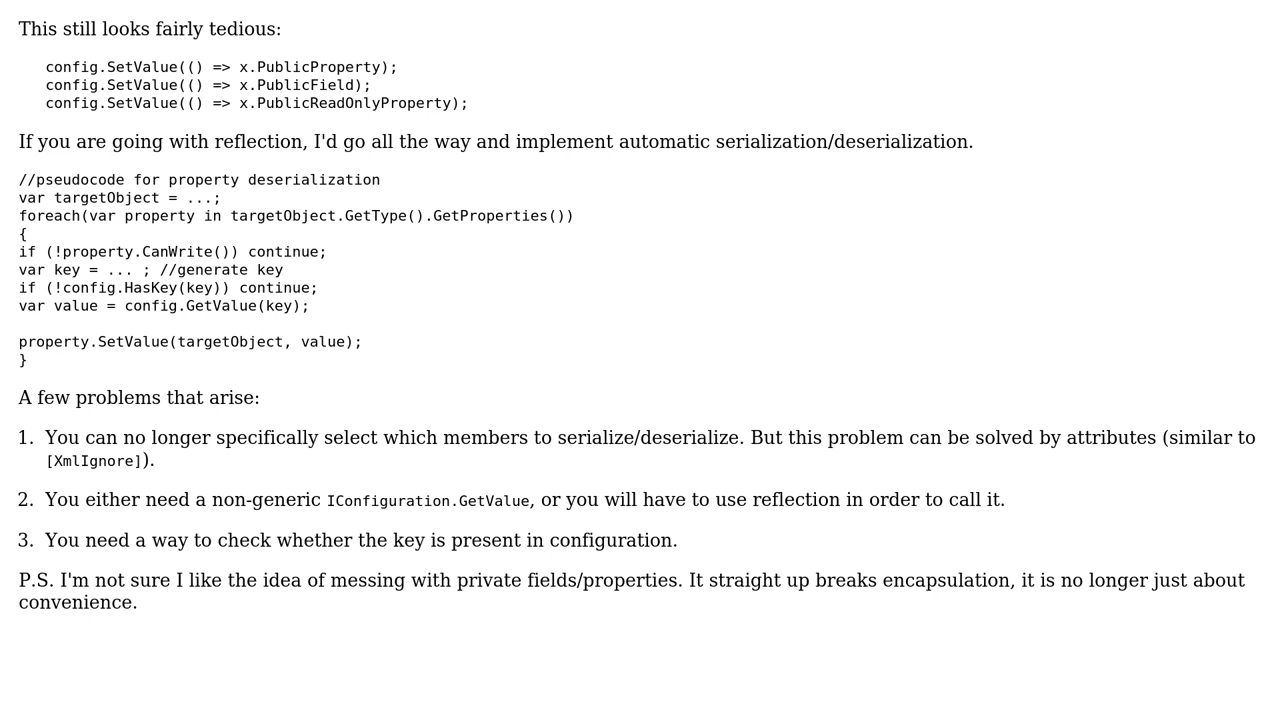 This still looks fairly tedious:
config.SetValue(() => x.PublicProperty);
config.SetValue(() => x.PublicField);
config.SetValue(() => x.PublicReadOnlyProperty);
If you are going with reflection, I'd go all the way and implement automatic serialization/deserialization.
//pseudocode for property deserialization
var targetObject = ...;
foreach(var property in targetObject.GetType().GetProperties())
{
if (!property.CanWrite()) continue;
var key = ... ; //generate key
if (!config.HasKey(key)) continue;
var value = config.GetValue(key);
property.SetValue(targetObject, value);
}
A few problems that arise:
1. You can no longer specifically select which members to serialize/deserialize. But this problem can be solved by attributes (similar to
[XmlIgnore]).
2. You either need a non-generic IConfiguration.GetValue, or you will have to use reflection in order to call it.
3. You need a way to check whether the key is present in configuration.
P.S. I'm not sure I like the idea of messing with private fields/properties. It straight up breaks encapsulation, it is no longer just about
convenience.